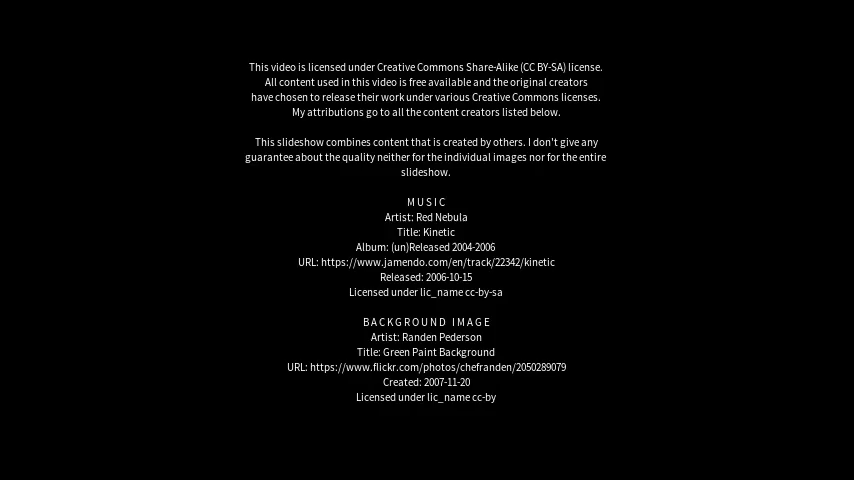 This video is licensed under Creative Commons Share-Alike (CC BY-SA) license.
All content used in this video is free available and the original creators
have chosen to release their work under various Creative Commons licenses.
My attributions go to all the content creators listed below.
This slideshow combines content that is created by others. I don't give any
guarantee about the quality neither for the individual images nor for the entire
slideshow.
MUSIC
Artist: Red Nebula
Title: Kinetic
Album: (un)Released 2004-2006
URL: https://www.jamendo.com/en/track/22342/kinetic
Released: 2006-10-15
Licensed under lic_name cc-by-sa
BACKGROUND IMAGE
Artist: Randen Pederson
Title: Green Paint Background
URL: https://www.flickr.com/photos/chefranden/2050289079
Created: 2007-11-20
Licensed under lic_name cc-by